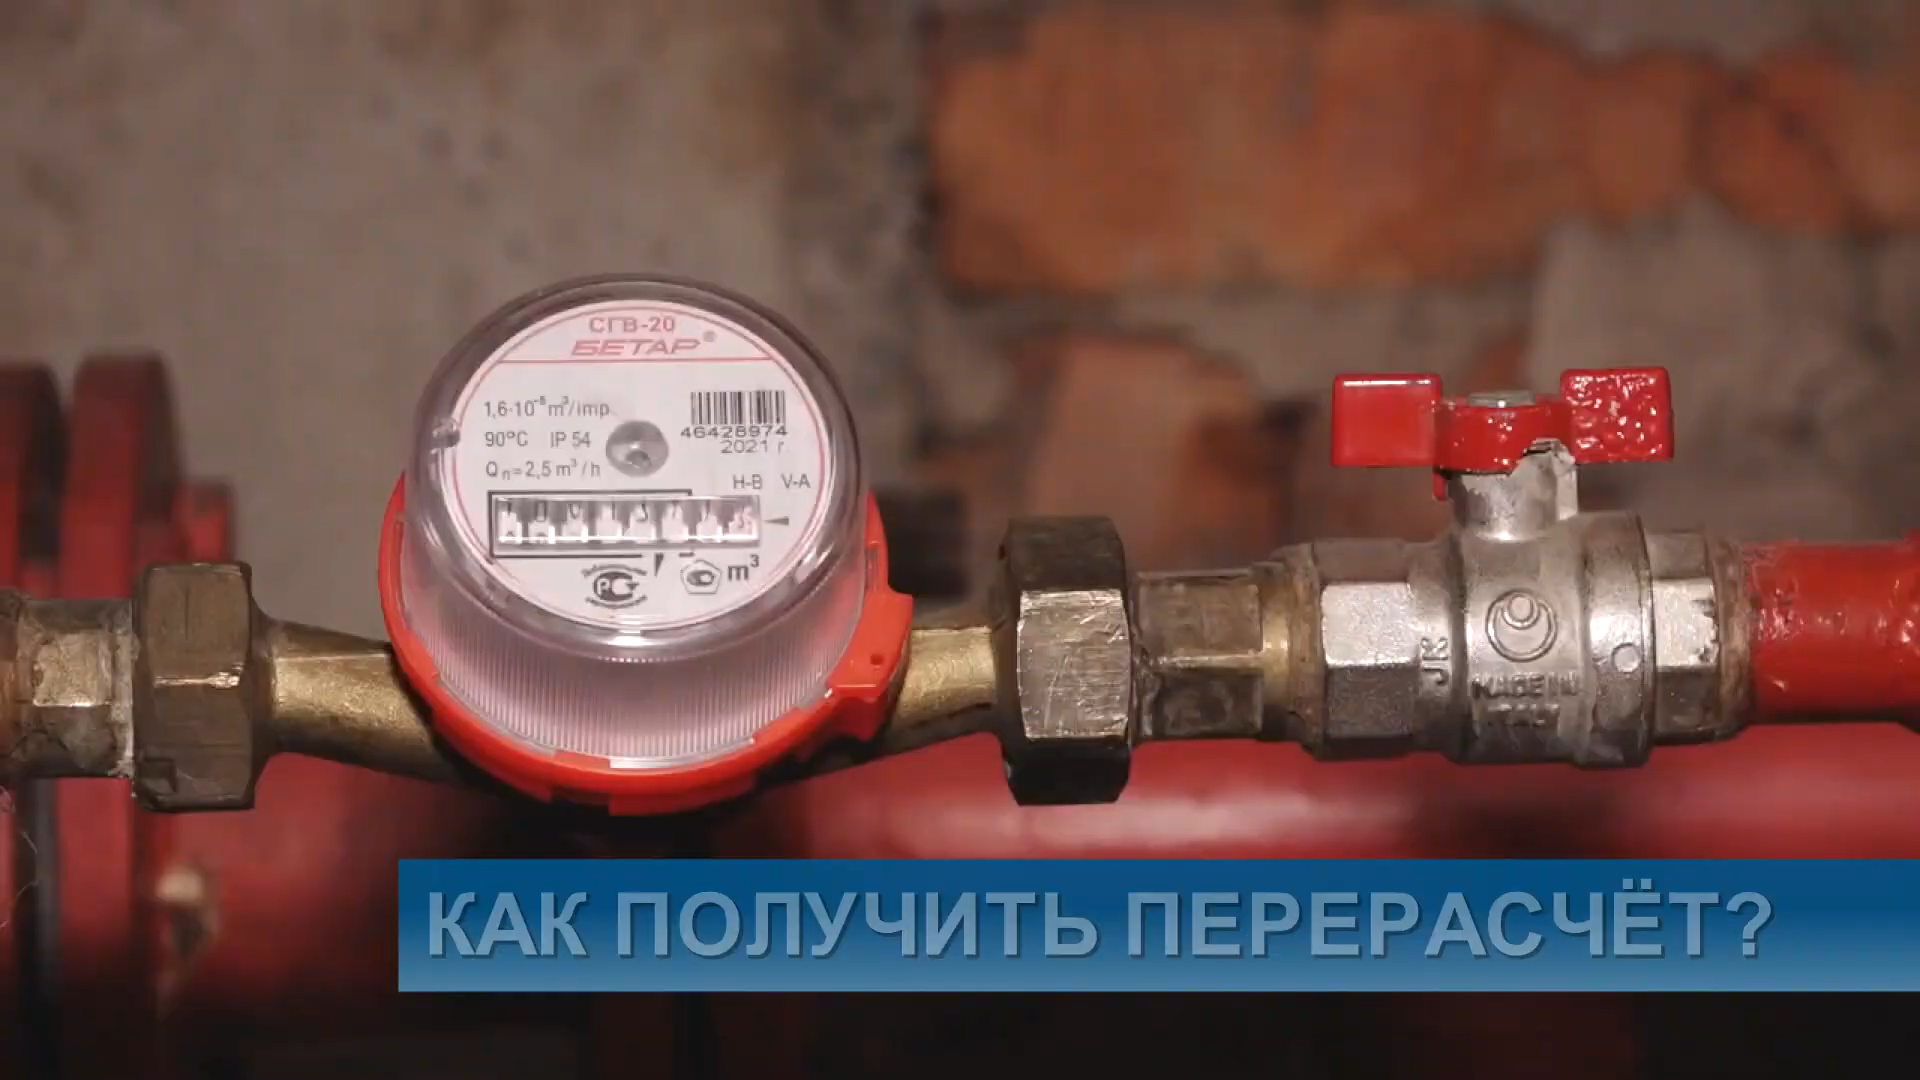 СГВ-20
БЕТАР®
1,6·10⁻⁵ m³/imp
90°C IP 54
Qn=2,5 m³/h
46428974
2021 г
H-B V-A
m³
КАК ПОЛУЧИТЬ ПЕРЕРАСЧЁТ?